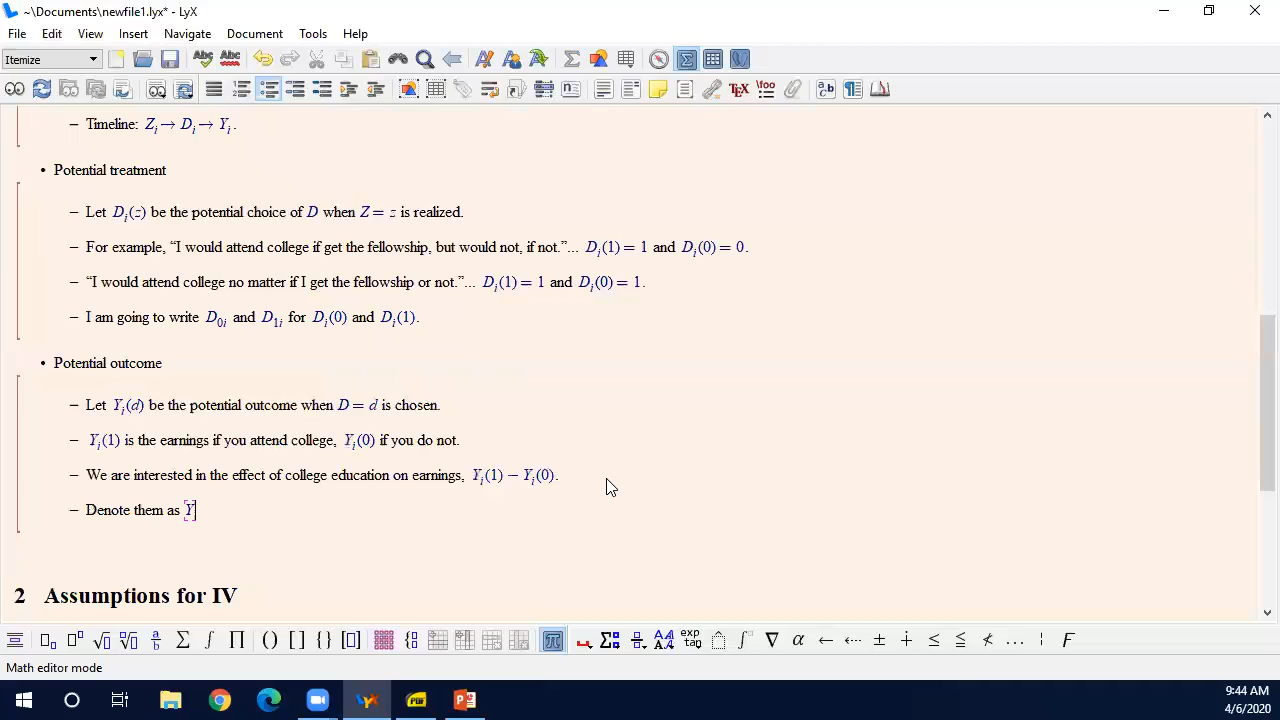 ~\Documents\newfile1.lyx* - LyX
File Edit View Insert Navigate Document Tools Help
Itemize
– Timeline: Z_i → D_i → Y_i.
• Potential treatment
– Let D_i(z) be the potential choice of D when Z = z is realized.
– For example, “I would attend college if get the fellowship, but would not, if not.”... D_i(1) = 1 and D_i(0) = 0.
– “I would attend college no matter if I get the fellowship or not.”... D_i(1) = 1 and D_i(0) = 1.
– I am going to write D_{0i} and D_{1i} for D_i(0) and D_i(1).
• Potential outcome
– Let Y_i(d) be the potential outcome when D = d is chosen.
– Y_i(1) is the earnings if you attend college, Y_i(0) if you do not.
– We are interested in the effect of college education on earnings, Y_i(1) − Y_i(0).
– Denote them as Y
2 Assumptions for IV
Math editor mode
9:44 AM
4/6/2020